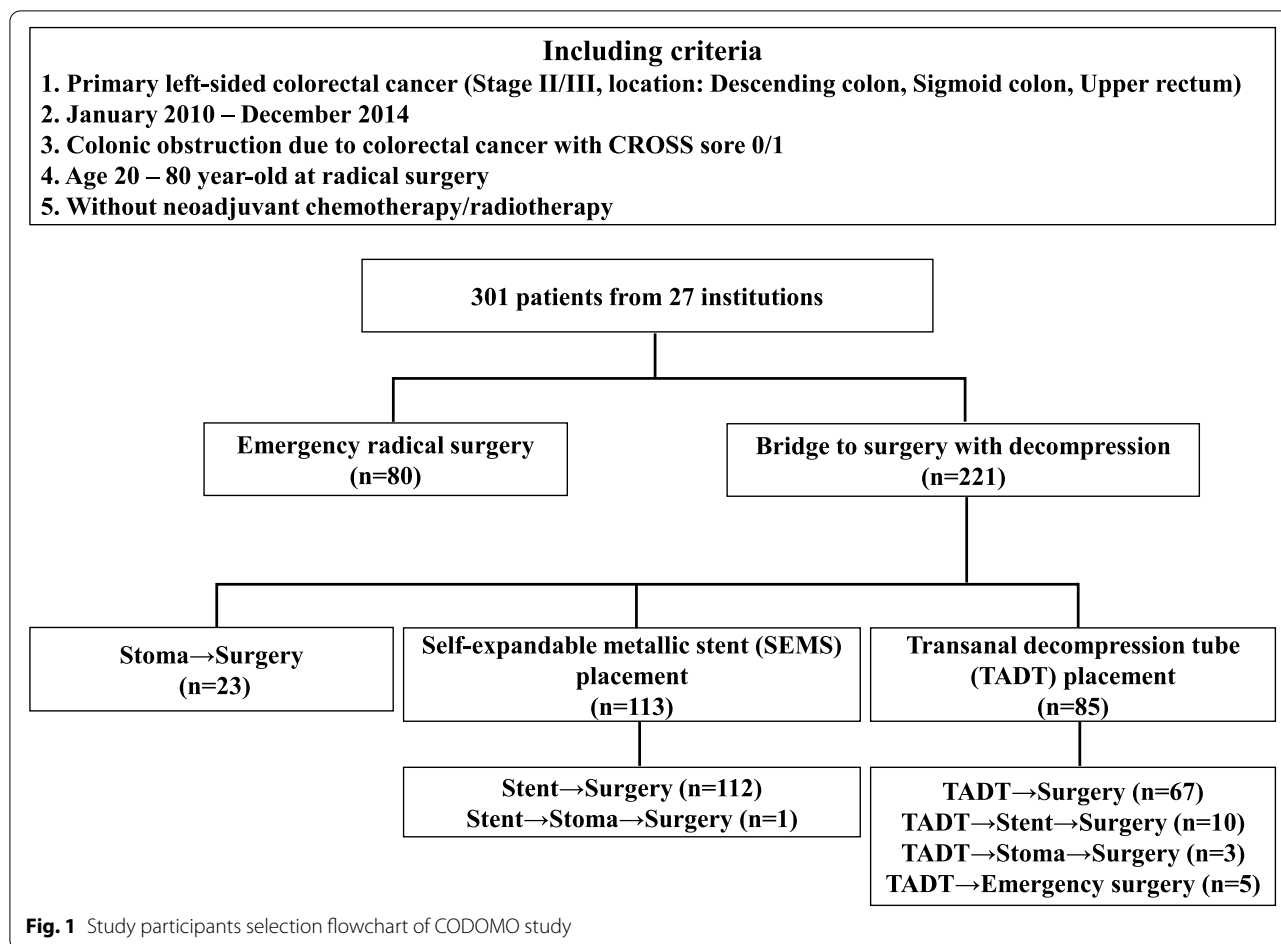 Including criteria
1. Primary left-sided colorectal cancer (Stage II/III, location: Descending colon, Sigmoid colon, Upper rectum)
2. January 2010 – December 2014
3. Colonic obstruction due to colorectal cancer with CROSS sore 0/1
4. Age 20 – 80 year-old at radical surgery
5. Without neoadjuvant chemotherapy/radiotherapy
301 patients from 27 institutions
Emergency radical surgery
(n=80)
Bridge to surgery with decompression
(n=221)
Stoma→Surgery
(n=23)
Self-expandable metallic stent (SEMS)
placement
(n=113)
Transanal decompression tube
(TADT) placement
(n=85)
Stent→Surgery (n=112)
Stent→Stoma→Surgery (n=1)
TADT→Surgery (n=67)
TADT→Stent→Surgery (n=10)
TADT→Stoma→Surgery (n=3)
TADT→Emergency surgery (n=5)
Fig. 1 Study participants selection flowchart of CODOMO study